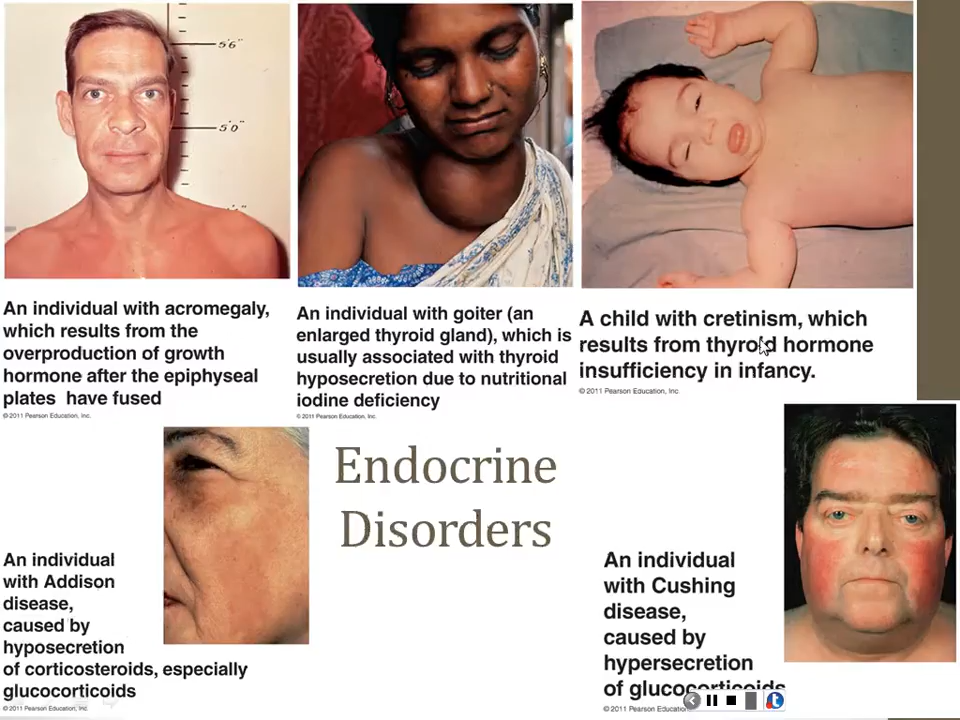 5'6"
5'0"
An individual with acromegaly,
which results from the
overproduction of growth
hormone after the epiphyseal
plates have fused
© 2011 Pearson Education, Inc.
An individual with goiter (an
enlarged thyroid gland), which is
usually associated with thyroid
hyposecretion due to nutritional
iodine deficiency
© 2011 Pearson Education, Inc.
A child with cretinism, which
results from thyroid hormone
insufficiency in infancy.
© 2011 Pearson Education, Inc.
Endocrine
Disorders
An individual
with Addison
disease,
caused by
hyposecretion
of corticosteroids, especially
glucocorticoids
© 2011 Pearson Education, Inc.
An individual
with Cushing
disease,
caused by
hypersecretion
of glucocorticoids
© 2011 Pearson Education